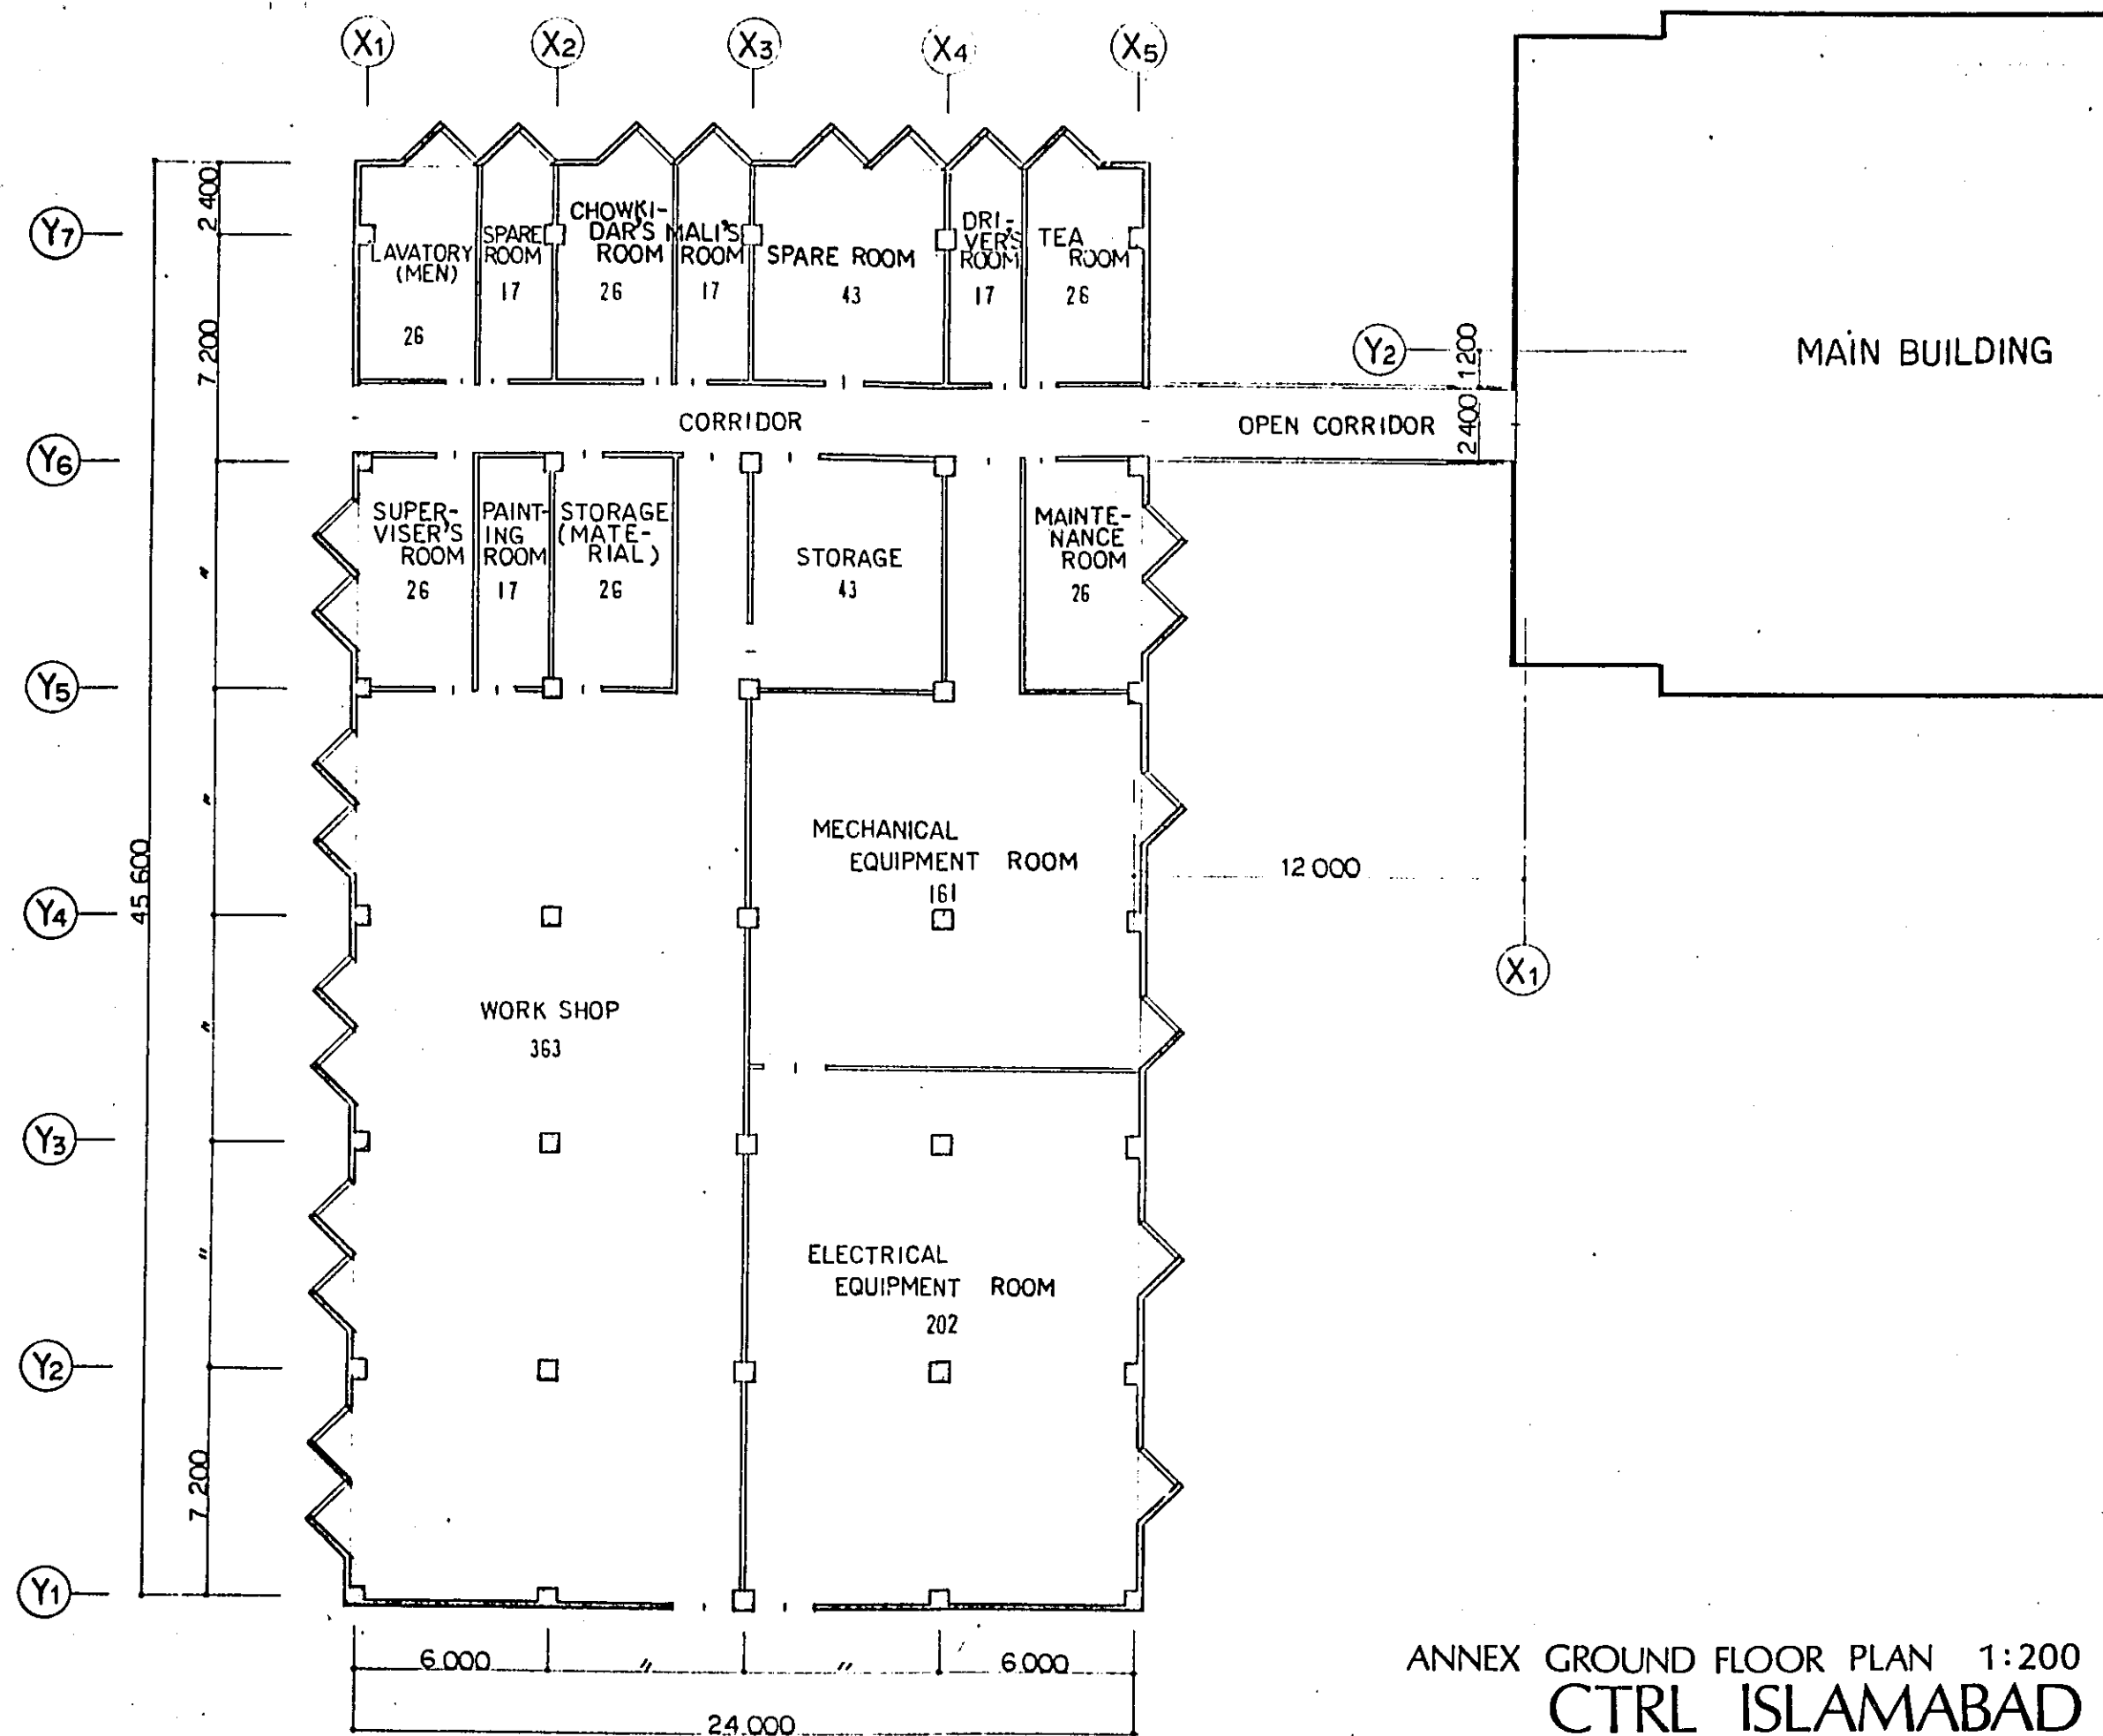 X1 X2 X3 X4 X5
2 400
Y7
LAVATORY
(MEN)
26
SPARE
ROOM
17
CHOWKI-
DAR'S
ROOM
26
MALI'S
ROOM
17
SPARE ROOM
43
DRI-
VER'S
ROOM
17
TEA
ROOM
26
7 200
Y2
1 200
MAIN BUILDING
CORRIDOR
OPEN CORRIDOR
2 400
Y6
SUPER-
VISER'S
ROOM
26
PAINT-
ING
ROOM
17
STORAGE
(MATE-
RIAL)
26
STORAGE
43
MAINTE-
NANCE
ROOM
26
〃
Y5
〃
MECHANICAL
EQUIPMENT ROOM
161
12 000
45 600
Y4
X1
WORK SHOP
363
〃
Y3
〃
ELECTRICAL
EQUIPMENT ROOM
202
Y2
7 200
Y1
6 000 〃 〃 6 000
24 000
ANNEX GROUND FLOOR PLAN 1:200
CTRL ISLAMABAD